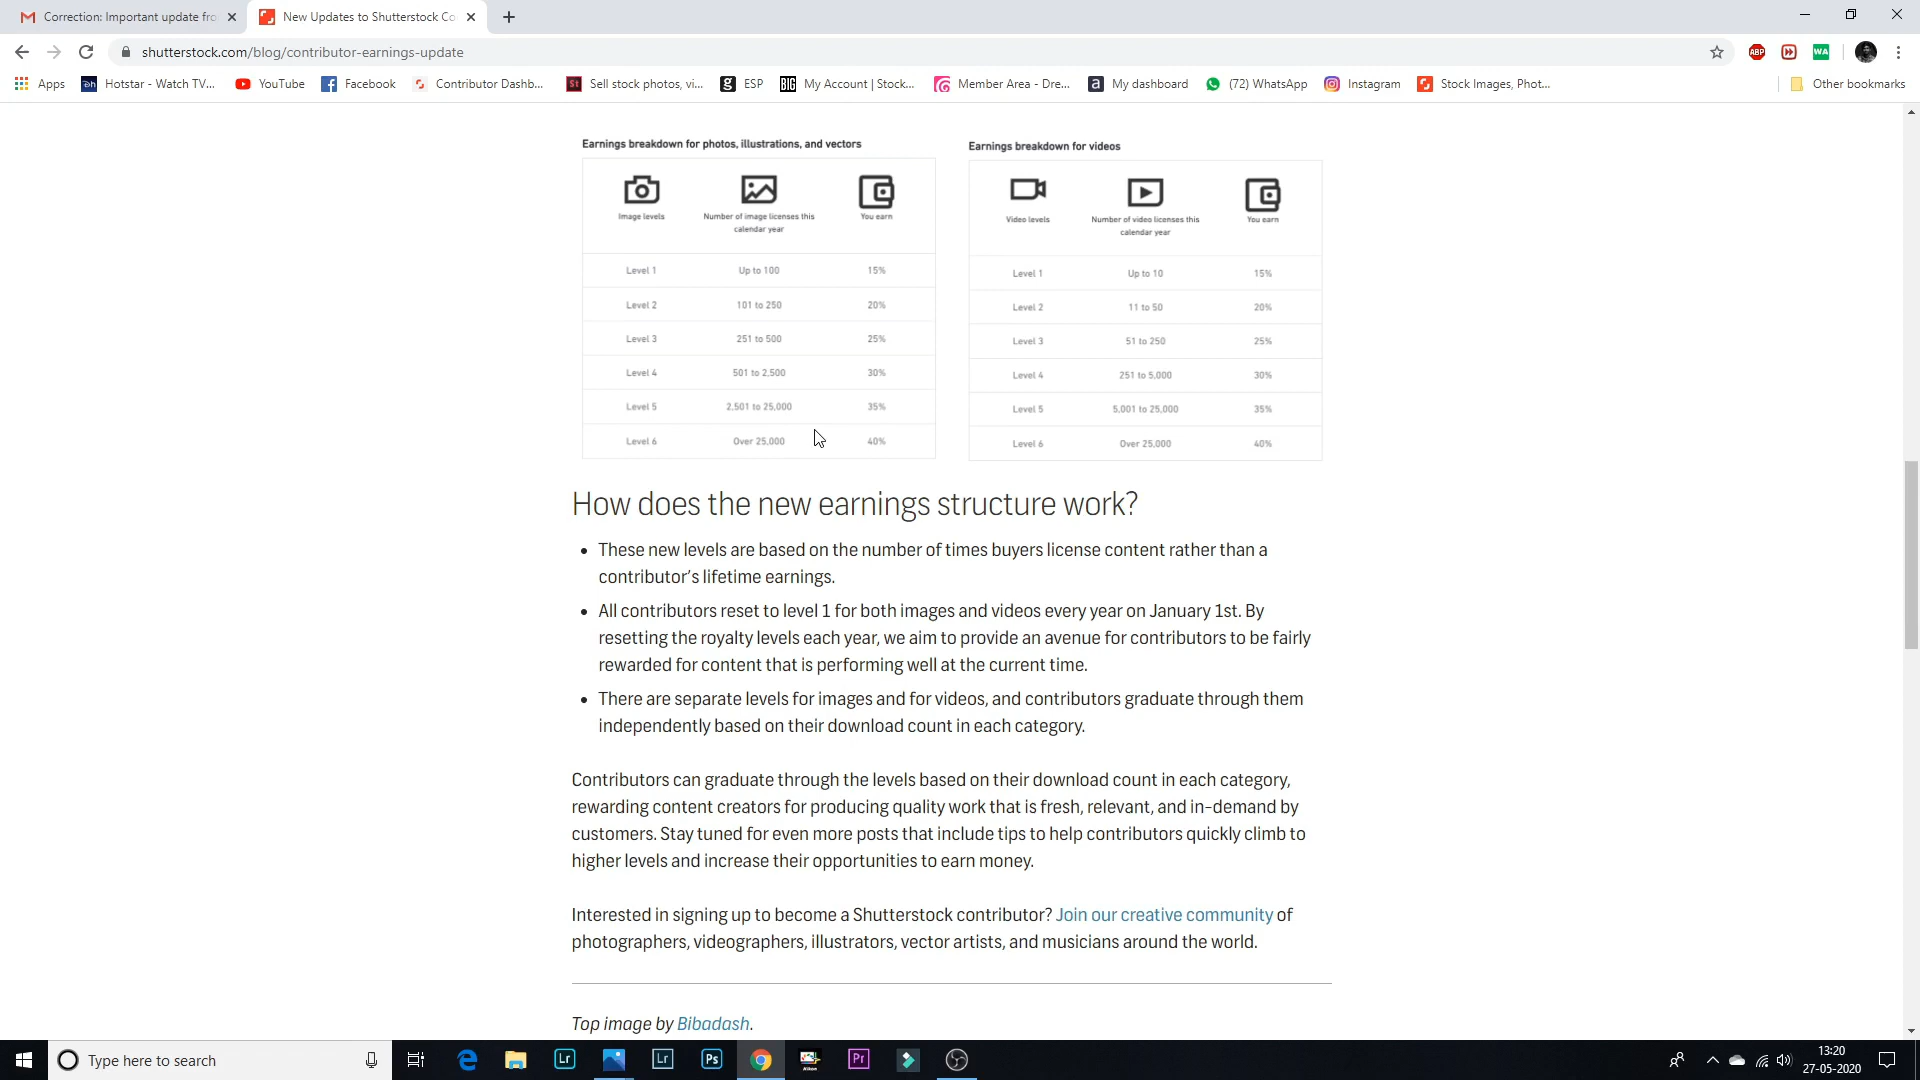 Correction: Important update fro
New Updates to Shutterstock Co
shutterstock.com/blog/contributor-earnings-update
ABP
WA
Apps
Hotstar - Watch TV...
YouTube
Facebook
Contributor Dashb...
St
Sell stock photos, vi...
ESP
BIG
My Account | Stock...
Member Area - Dre...
My dashboard
(72) WhatsApp
Instagram
Stock Images, Phot...
Other bookmarks
Earnings breakdown for photos, illustrations, and vectors
Image levels
Number of image licenses this
calendar year
You earn
Level 1 Up to 100 15%
Level 2 101 to 250 20%
Level 3 251 to 500 25%
Level 4 501 to 2,500 30%
Level 5 2,501 to 25,000 35%
Level 6 Over 25,000 40%
Earnings breakdown for videos
Video levels
Number of video licenses this
calendar year
You earn
Level 1 Up to 10 15%
Level 2 11 to 50 20%
Level 3 51 to 250 25%
Level 4 251 to 5,000 30%
Level 5 5,001 to 25,000 35%
Level 6 Over 25,000 40%
How does the new earnings structure work?
• These new levels are based on the number of times buyers license content rather than a
contributor’s lifetime earnings.
• All contributors reset to level 1 for both images and videos every year on January 1st. By
resetting the royalty levels each year, we aim to provide an avenue for contributors to be fairly
rewarded for content that is performing well at the current time.
• There are separate levels for images and for videos, and contributors graduate through them
independently based on their download count in each category.
Contributors can graduate through the levels based on their download count in each category,
rewarding content creators for producing quality work that is fresh, relevant, and in-demand by
customers. Stay tuned for even more posts that include tips to help contributors quickly climb to
higher levels and increase their opportunities to earn money.
Interested in signing up to become a Shutterstock contributor? Join our creative community of
photographers, videographers, illustrators, vector artists, and musicians around the world.
Top image by Bibadash.
Type here to search
Lr
Lr
Ps
Pr
13:20
27-05-2020